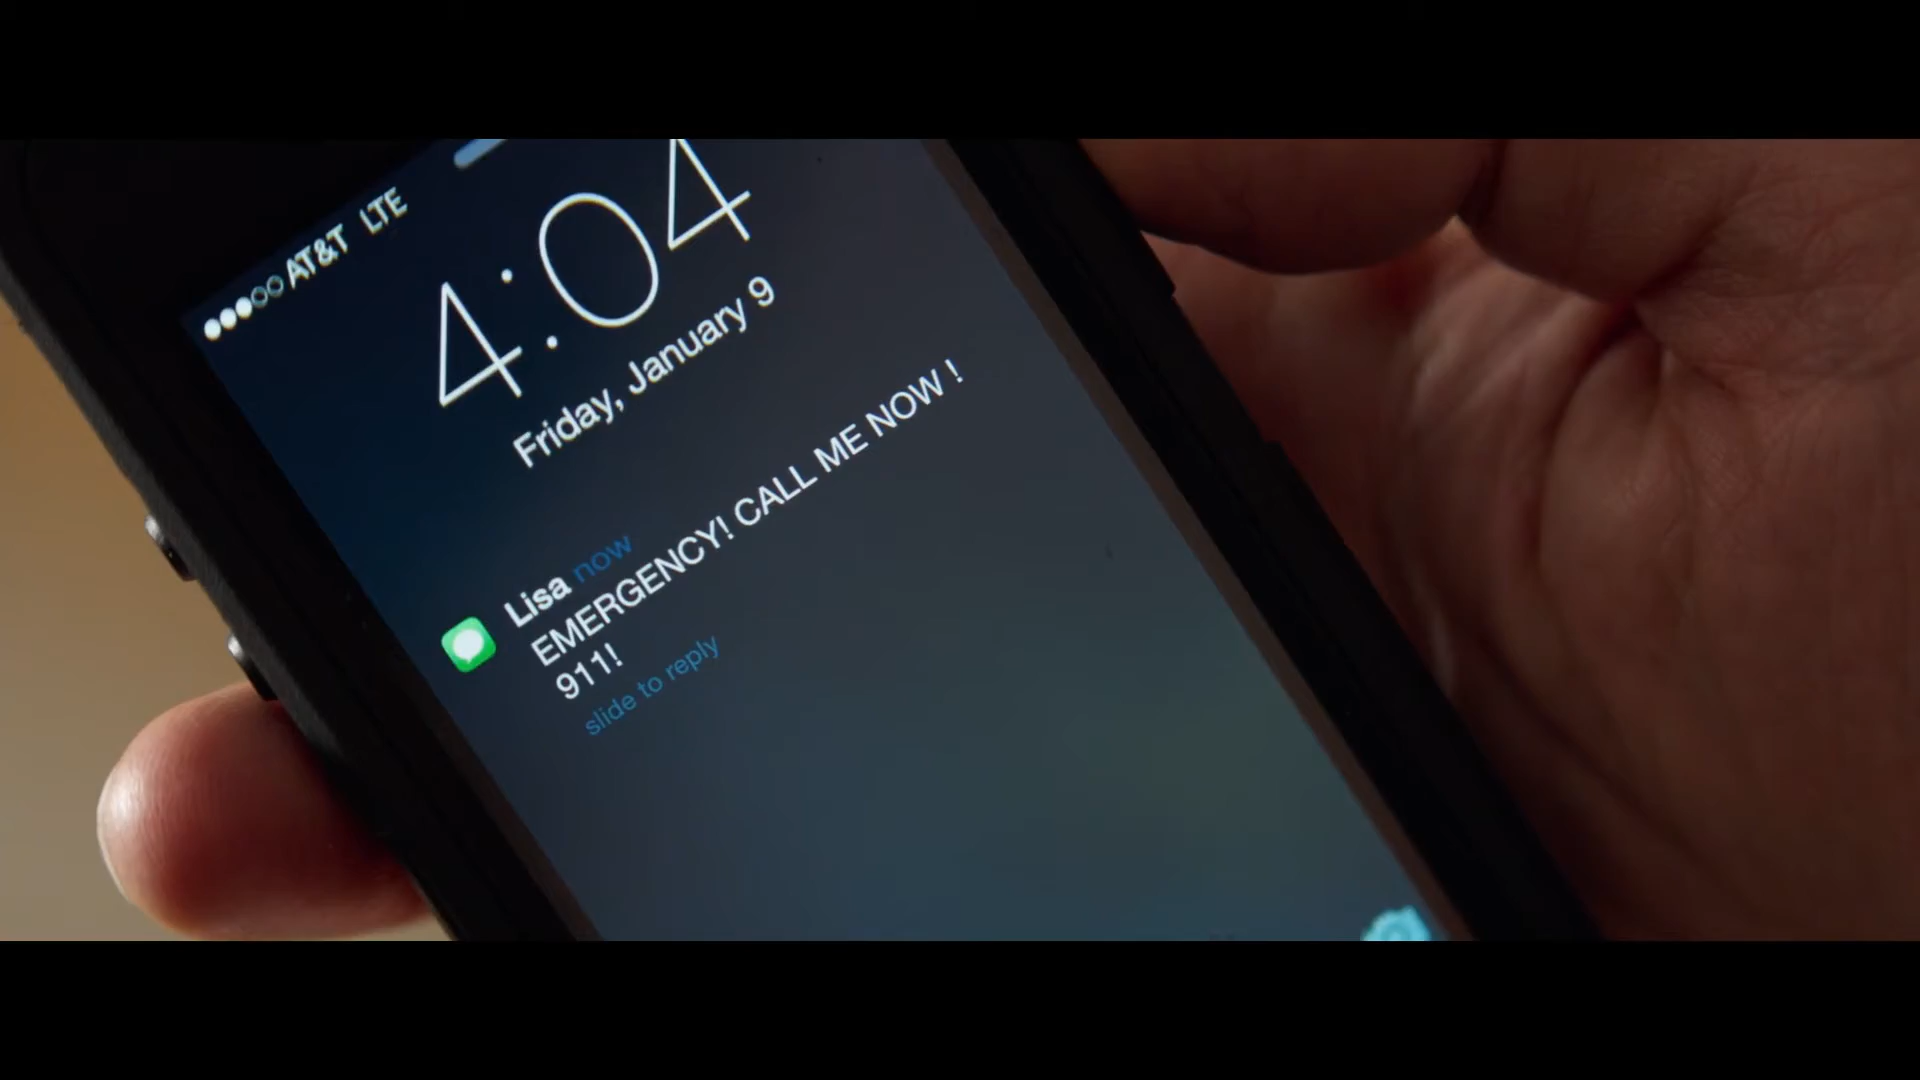 AT&T LTE
4:04
Friday, January 9
Lisa now
EMERGENCY! CALL ME NOW !
911!
slide to reply